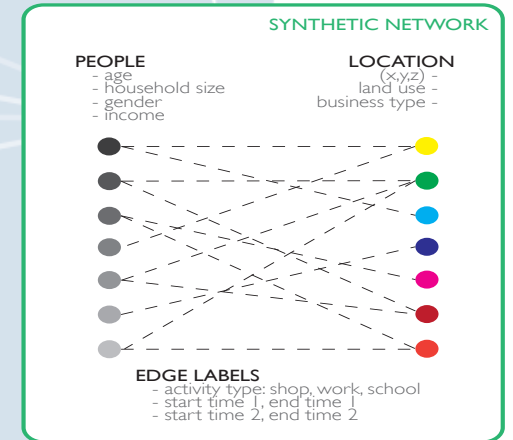 SYNTHETIC NETWORK
PEOPLE
- age
- household size
- gender
- income
LOCATION
(x,y,z) -
land use -
business type -
EDGE LABELS
- activity type: shop, work, school
- start time 1, end time 1
- start time 2, end time 2